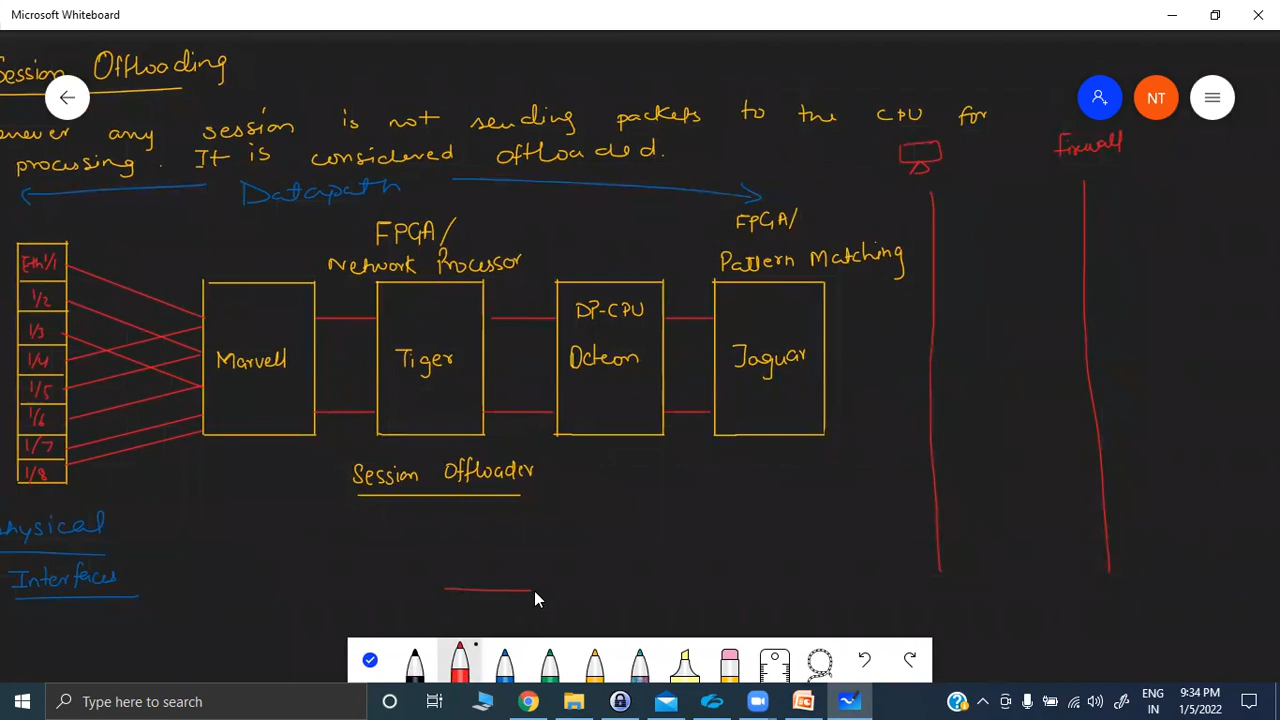 Microsoft Whiteboard
Session Offloading
any session is not sending packets to the CPU for
processing. It is considered offloaded.
Datapath
firewall
FPGA/
Network Processor
FPGA/
Pattern Matching
Eth1/1
1/2
1/3
1/4
1/5
1/6
1/7
1/8
Marvell
Tiger
DP-CPU
Octeon
Jaguar
Session Offloader
Physical
Interfaces
NT
Type here to search
ENG
IN
9:34 PM
1/5/2022